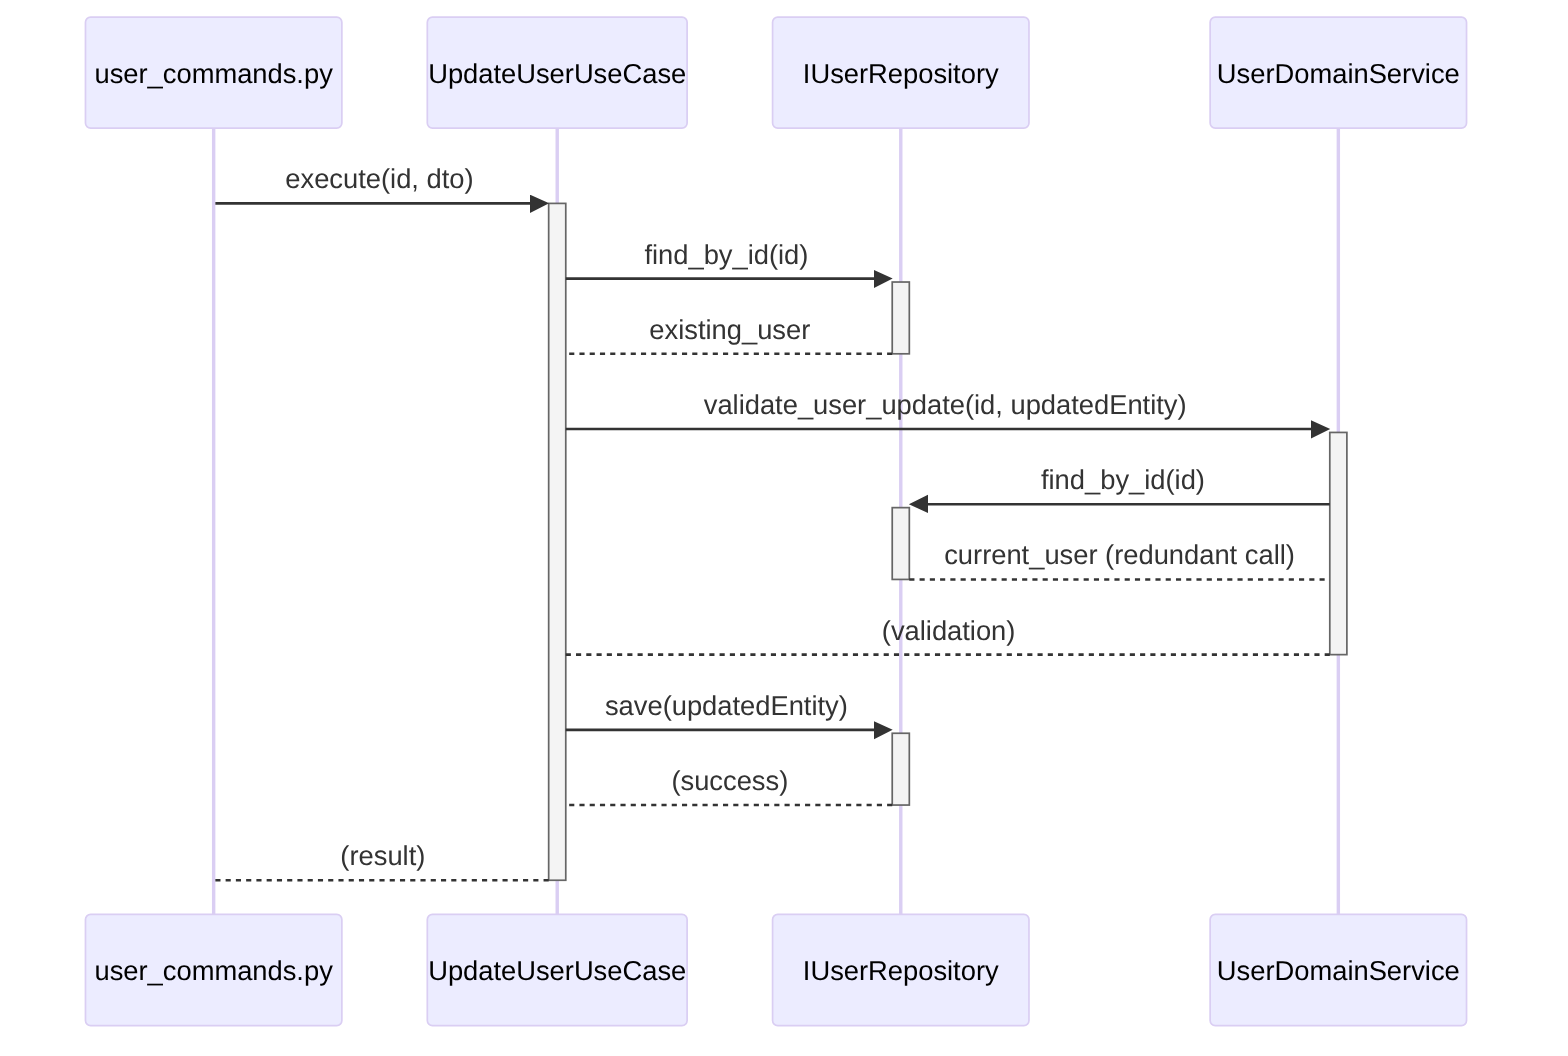 user_commands.py
UpdateUserUseCase
IUserRepository
UserDomainService
execute(id, dto)
find_by_id(id)
existing_user
validate_user_update(id, updatedEntity)
find_by_id(id)
current_user (redundant call)
(validation)
save(updatedEntity)
(success)
(result)
user_commands.py
UpdateUserUseCase
IUserRepository
UserDomainService